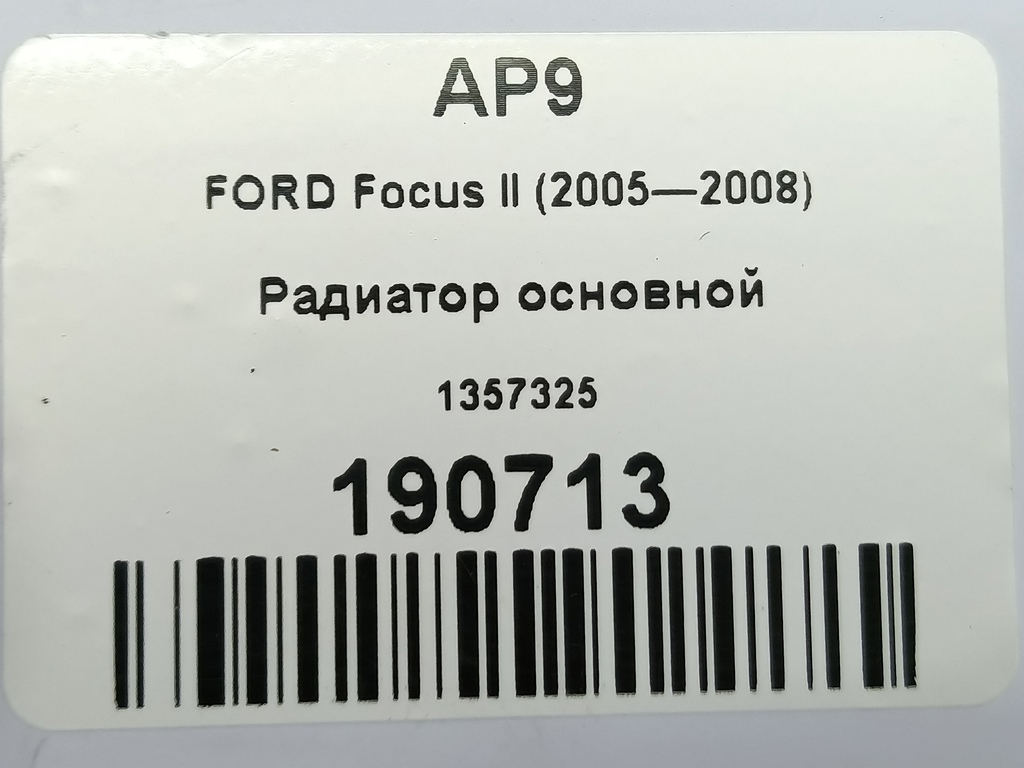 AP9
FORD Focus II (2005—2008)
Радиатор основной
1357325
190713